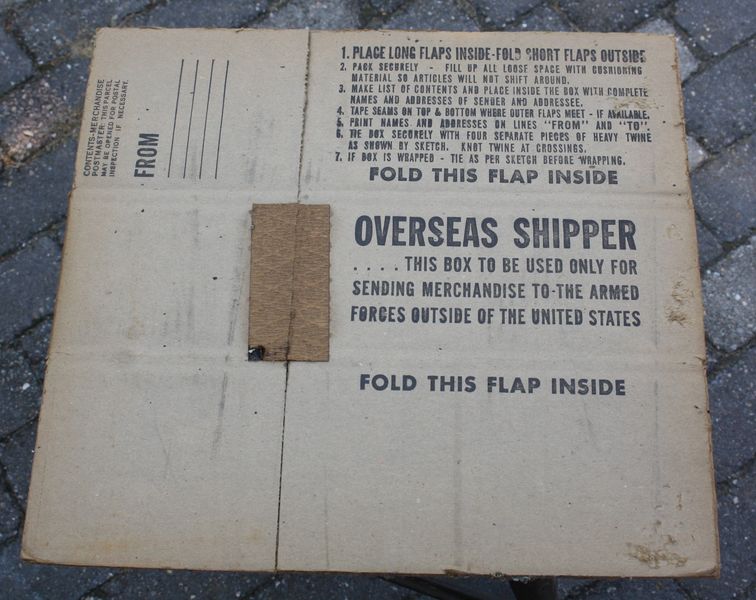 CONTENTS-MERCHANDISE
POSTMASTER: THIS PARCEL
MAY BE OPENED FOR POSTAL
INSPECTION IF NECESSARY.
FROM
1. PLACE LONG FLAPS INSIDE-FOLD SHORT FLAPS OUTSIDE
2. PACK SECURELY - FILL UP ALL LOOSE SPACE WITH CUSHIONING
MATERIAL SO ARTICLES WILL NOT SHIFT AROUND.
3. MAKE LIST OF CONTENTS AND PLACE INSIDE THE BOX WITH COMPLETE
NAMES AND ADDRESSES OF SENDER AND ADDRESSEE.
4. TAPE SEAMS ON TOP & BOTTOM WHERE OUTER FLAPS MEET - IF AVAILABLE.
5. PRINT NAMES AND ADDRESSES ON LINES "FROM" AND "TO".
6. TIE BOX SECURELY WITH FOUR SEPARATE PIECES OF HEAVY TWINE
AS SHOWN BY SKETCH. KNOT TWINE AT CROSSINGS.
7. IF BOX IS WRAPPED - TIE AS PER SKETCH BEFORE WRAPPING.
FOLD THIS FLAP INSIDE
OVERSEAS SHIPPER
. . . . THIS BOX TO BE USED ONLY FOR
SENDING MERCHANDISE TO-THE ARMED
FORCES OUTSIDE OF THE UNITED STATES
FOLD THIS FLAP INSIDE